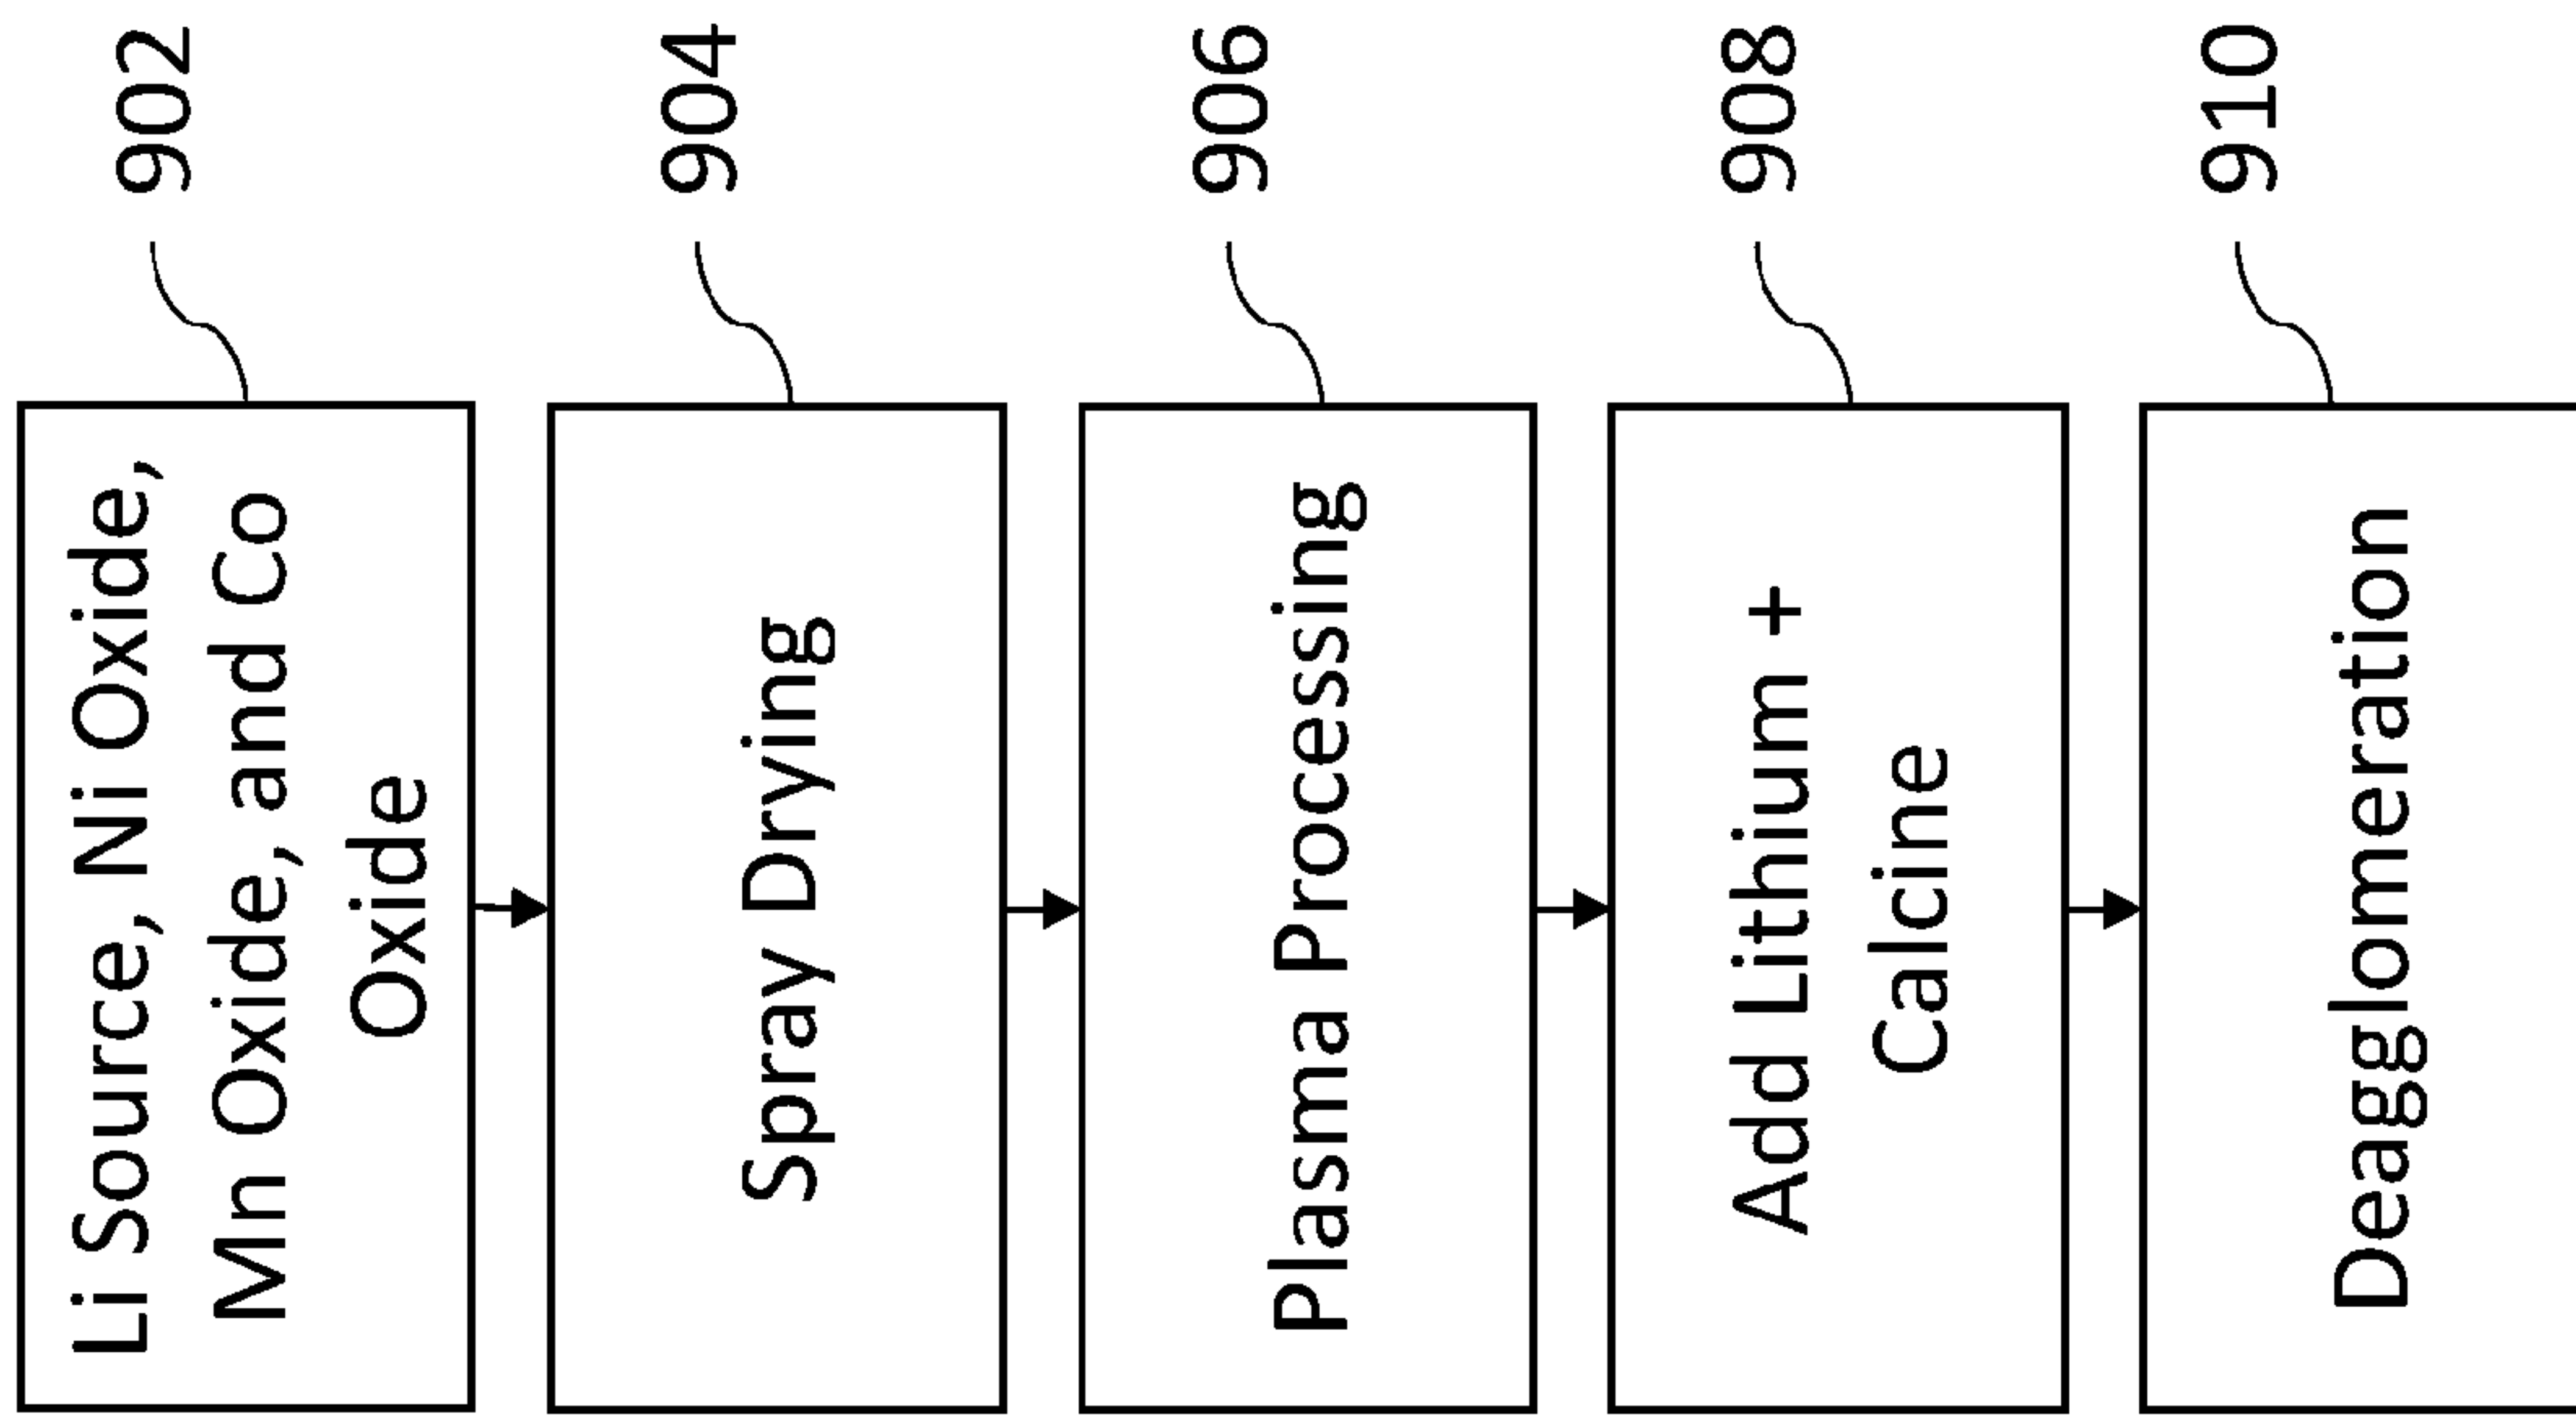 Li Source, Ni Oxide,
Mn Oxide, and Co
Oxide
902
Spray Drying
904
Plasma Processing
906
Add Lithium +
Calcine
908
Deagglomeration
910